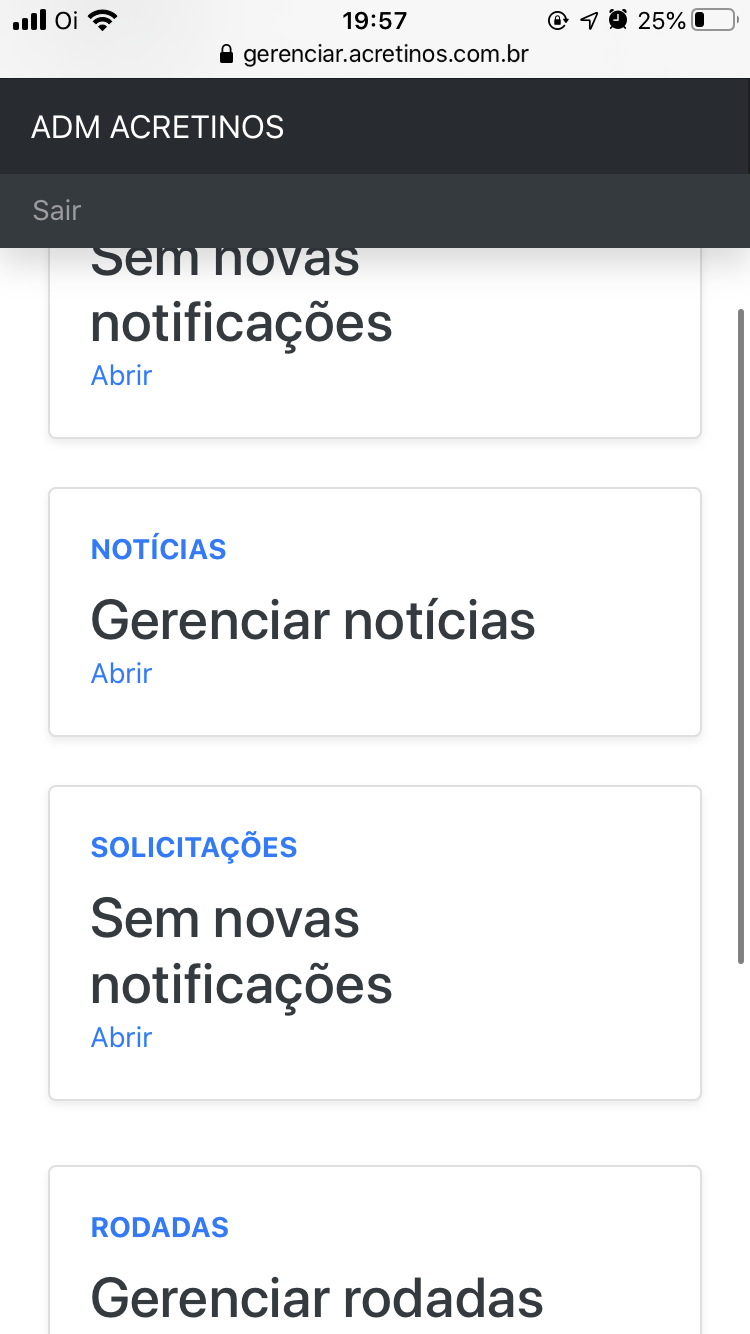 Oi
19:57
25%
gerenciar.acretinos.com.br
ADM ACRETINOS
Sair
Sem novas
notificações
Abrir
NOTÍCIAS
Gerenciar notícias
Abrir
SOLICITAÇÕES
Sem novas
notificações
Abrir
RODADAS
Gerenciar rodadas